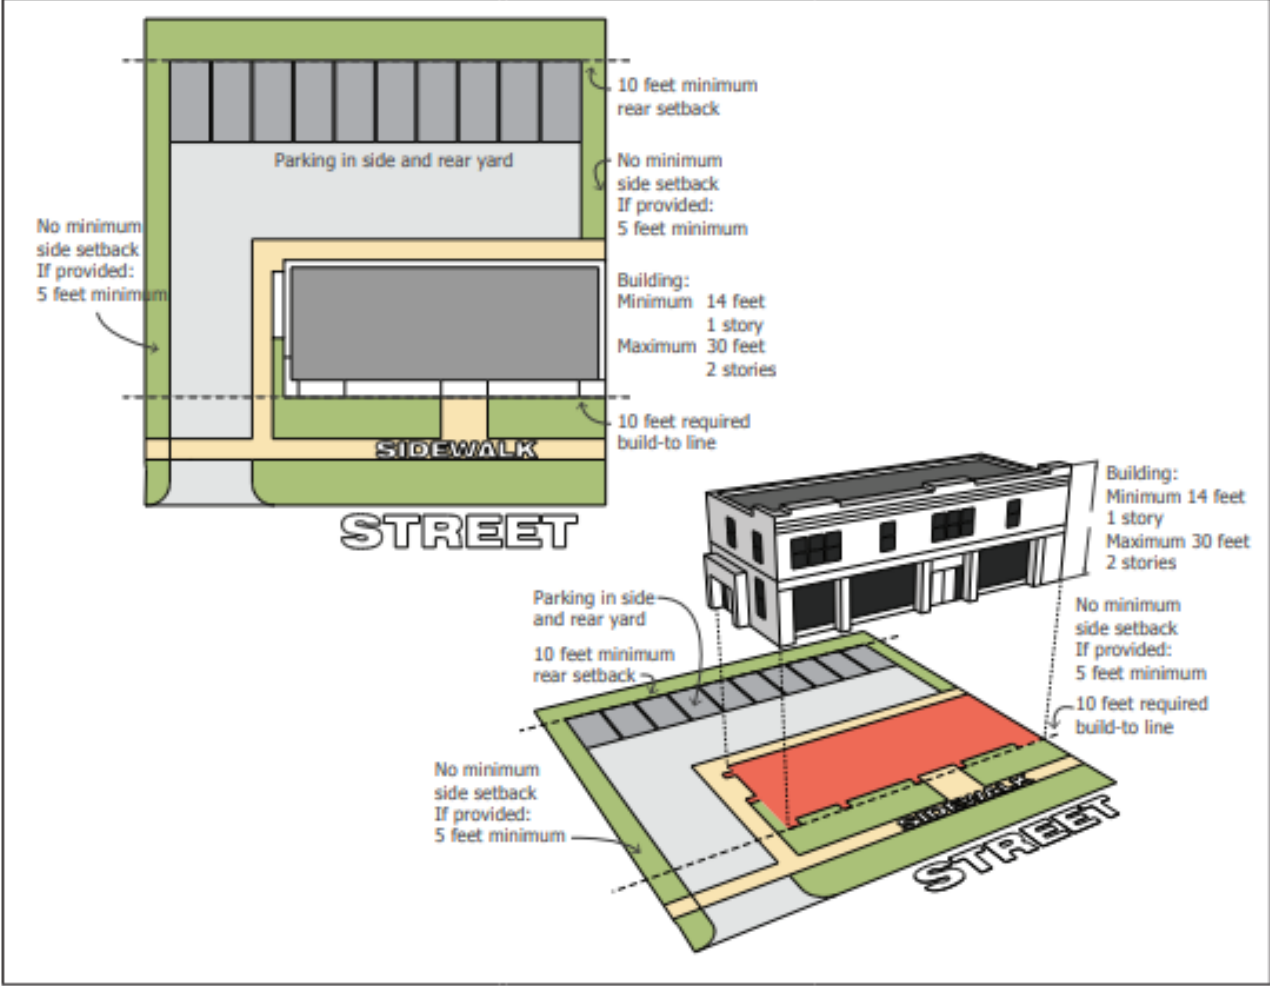 10 feet minimum
rear setback
Parking in side and rear yard
No minimum
side setback
If provided:
5 feet minimum
No minimum
side setback
If provided:
5 feet minimum
Building:
Minimum 14 feet
1 story
Maximum 30 feet
2 stories
10 feet required
build-to line
SIDEWALK
STREET
Building:
Minimum 14 feet
1 story
Maximum 30 feet
2 stories
Parking in side
and rear yard
10 feet minimum
rear setback
No minimum
side setback
If provided:
5 feet minimum
10 feet required
build-to line
No minimum
side setback
If provided:
5 feet minimum
SIDEWALK
STREET